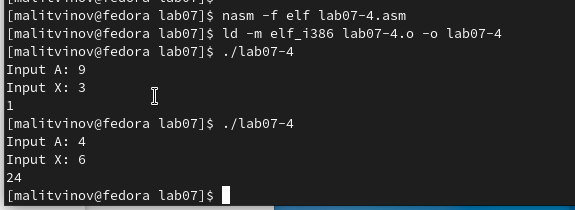 [malitvinov@fedora lab07]$ nasm -f elf lab07-4.asm
[malitvinov@fedora lab07]$ ld -m elf_i386 lab07-4.o -o lab07-4
[malitvinov@fedora lab07]$ ./lab07-4
Input A: 9
Input X: 3
1
[malitvinov@fedora lab07]$ ./lab07-4
Input A: 4
Input X: 6
24
[malitvinov@fedora lab07]$